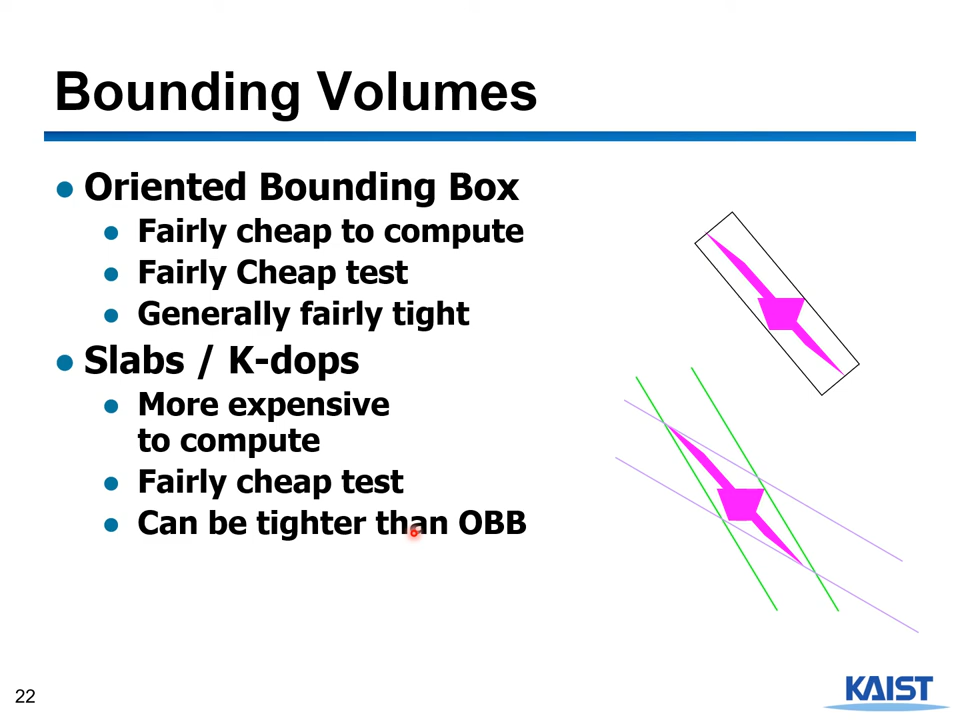 Bounding Volumes
Oriented Bounding Box
Fairly cheap to compute
Fairly Cheap test
Generally fairly tight
Slabs / K-dops
More expensive
to compute
Fairly cheap test
Can be tighter than OBB
22
KAIST